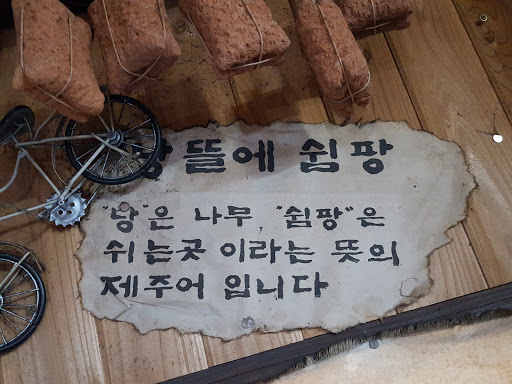 낭뜰에 쉼팡
"낭"은 나무, "쉼팡"은
쉬는곳 이라는 뜻의
제주어 입니다